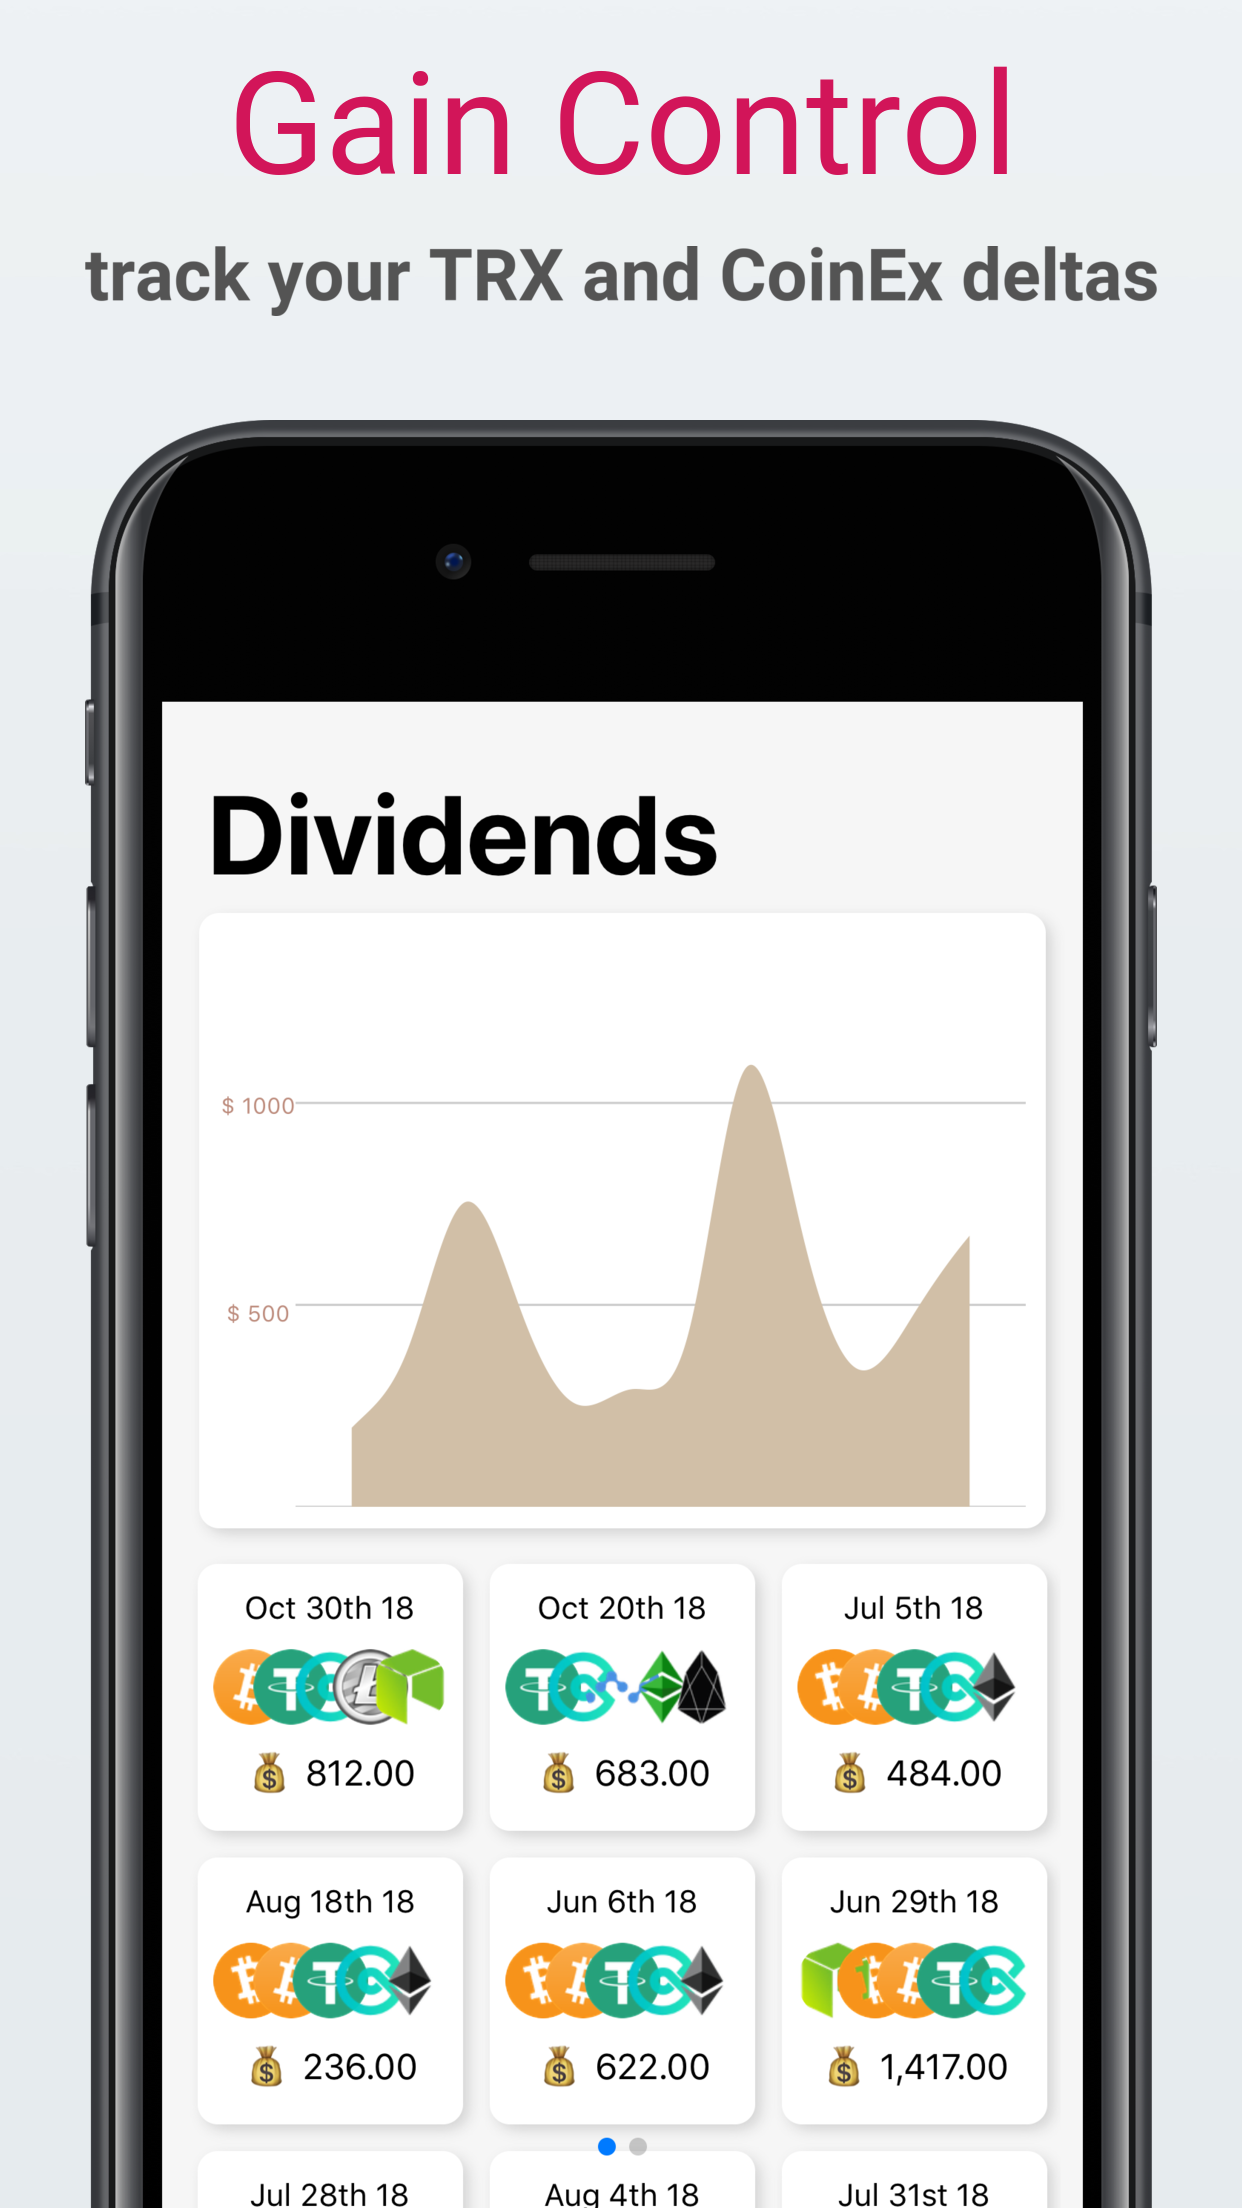 Gain Control
track your TRX and CoinEx deltas
Dividends
$ 1000
$ 500
Oct 30th 18
Oct 20th 18
Jul 5th 18
812.00
683.00
484.00
Aug 18th 18
Jun 6th 18
Jun 29th 18
236.00
622.00
1,417.00
Jul 28th 18
Aug 4th 18
Jul 31st 18